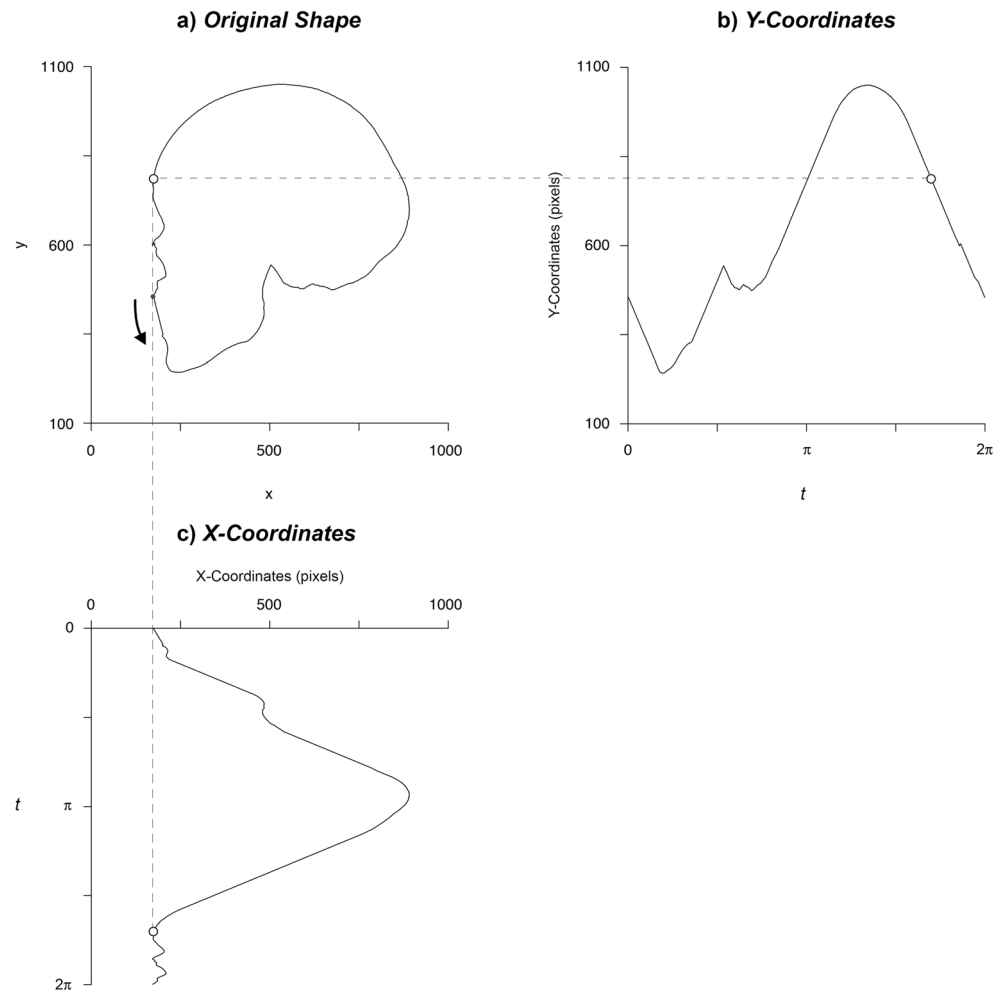 a) Original Shape
1100
600
100
y
0
500
1000
x
b) Y-Coordinates
1100
600
100
Y-Coordinates (pixels)
0
π
2π
t
c) X-Coordinates
X-Coordinates (pixels)
0
500
1000
0
π
2π
t